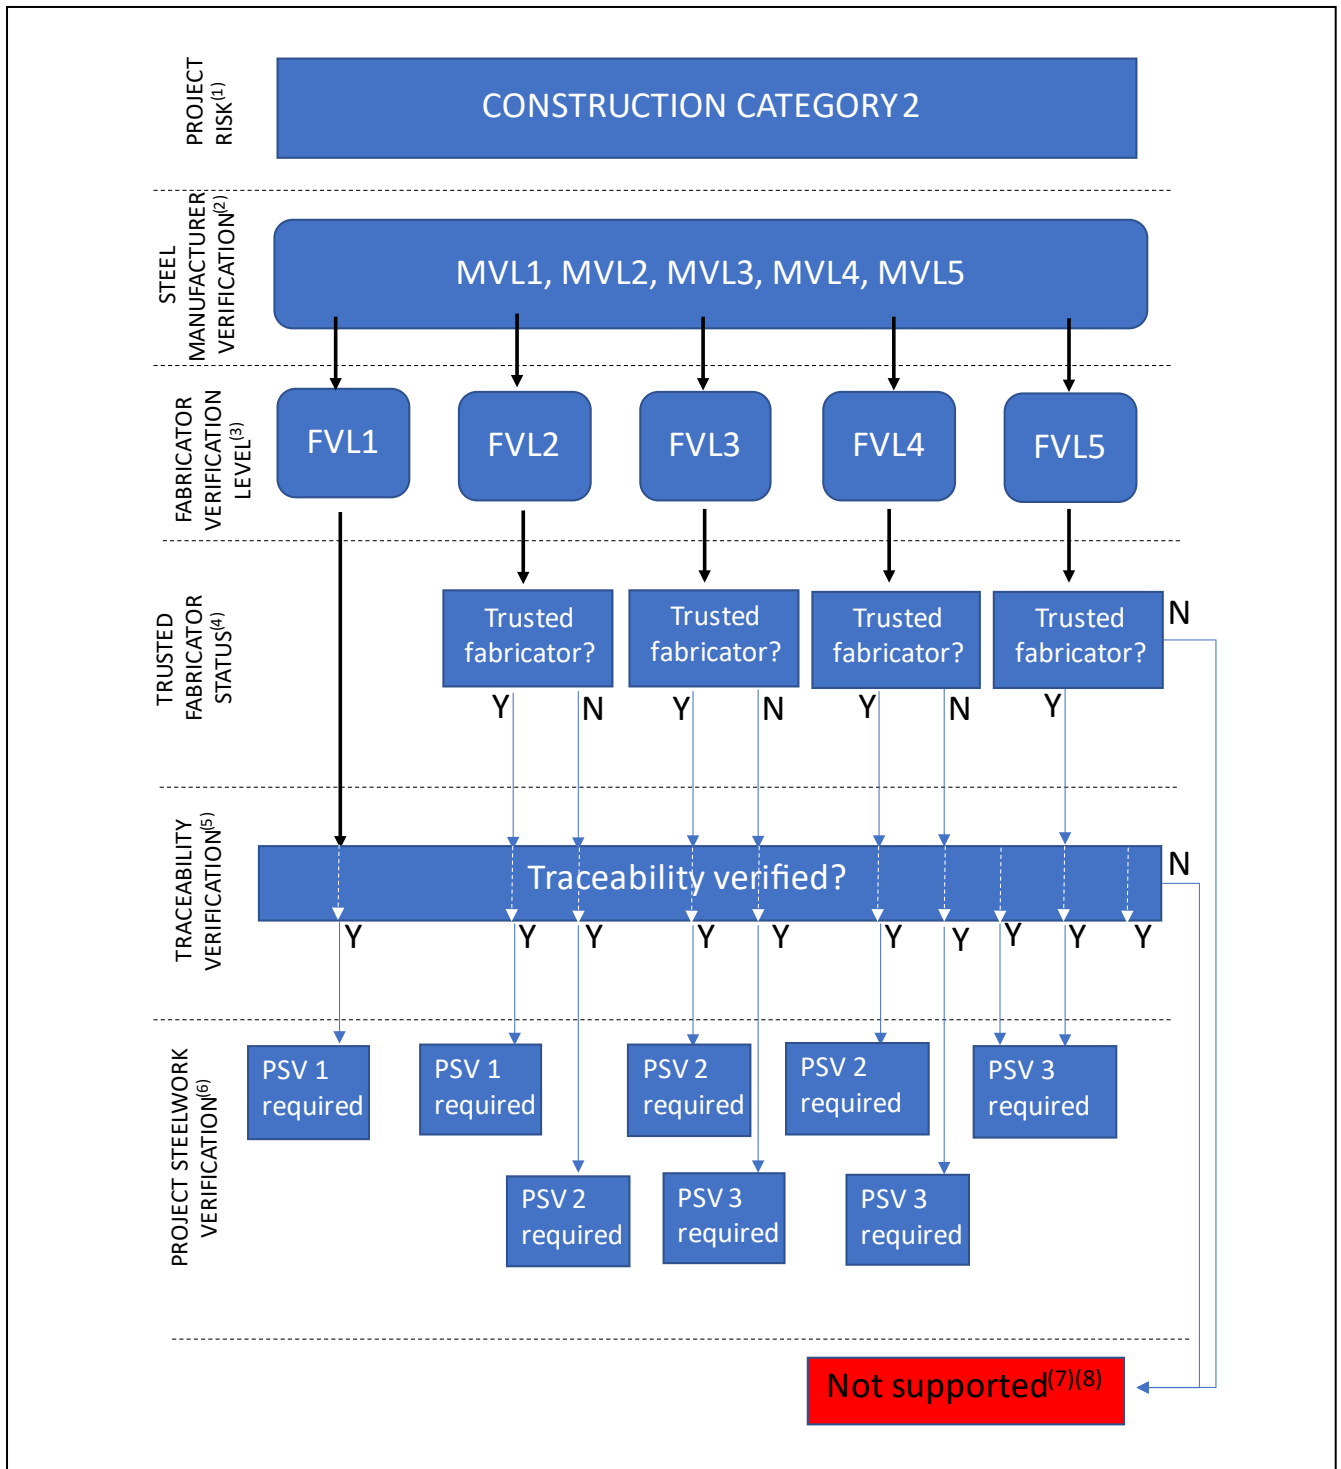 PROJECT
RISK(1)
CONSTRUCTION CATEGORY 2
STEEL
MANUFACTURER
VERIFICATION(2)
MVL1, MVL2, MVL3, MVL4, MVL5
FABRICATOR
VERIFICATION
LEVEL(3)
FVL1
FVL2
FVL3
FVL4
FVL5
TRUSTED
FABRICATOR
STATUS(4)
Trusted
fabricator?
Trusted
fabricator?
Trusted
fabricator?
Trusted
fabricator?
N
Y
N
Y
N
Y
N
Y
TRACEABILITY
VERIFICATION(5)
Traceability verified?
N
Y
Y
Y
Y
Y
Y
Y
Y
Y
Y
PROJECT STEELWORK
VERIFICATION(6)
PSV 1
required
PSV 1
required
PSV 2
required
PSV 2
required
PSV 3
required
PSV 2
required
PSV 3
required
PSV 3
required
Not supported(7)(8)